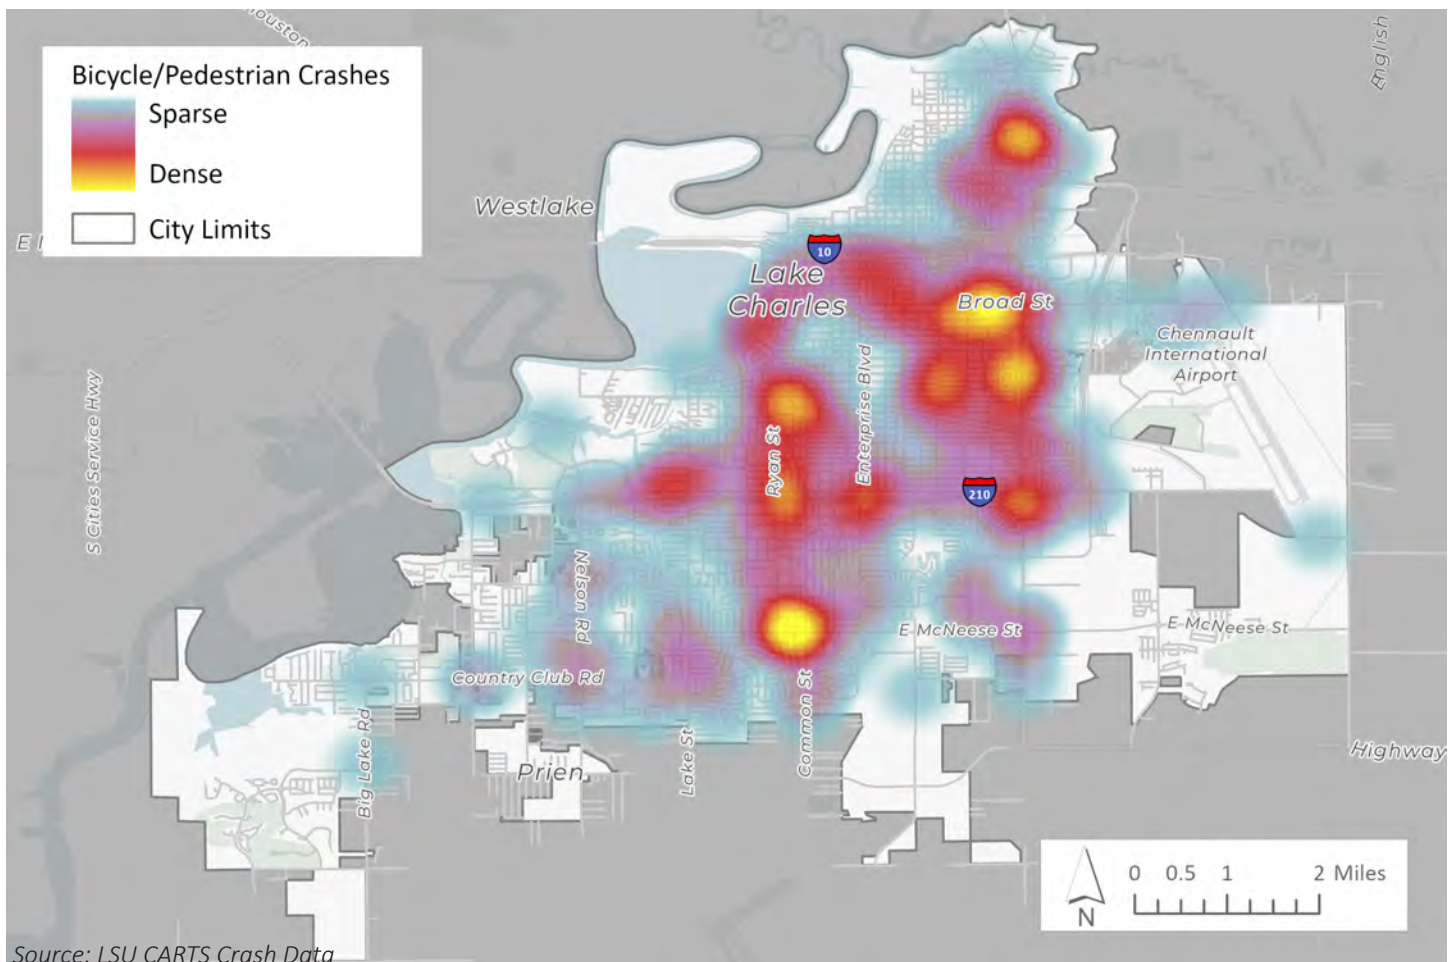 Houston
English
Bicycle/Pedestrian Crashes
Sparse
Dense
City Limits
Westlake
10
Lake
Charles
Broad St
Chennault
International
Airport
Enterprise Blvd
Ryan St
S Cities Service Hwy
210
Nelson Rd
E McNeese St
E McNeese St
Country Club Rd
Big Lake Rd
Prien
Lake St
Common St
Highway
0 0.5 1 2 Miles
N
Source: LSU CARTS Crash Data